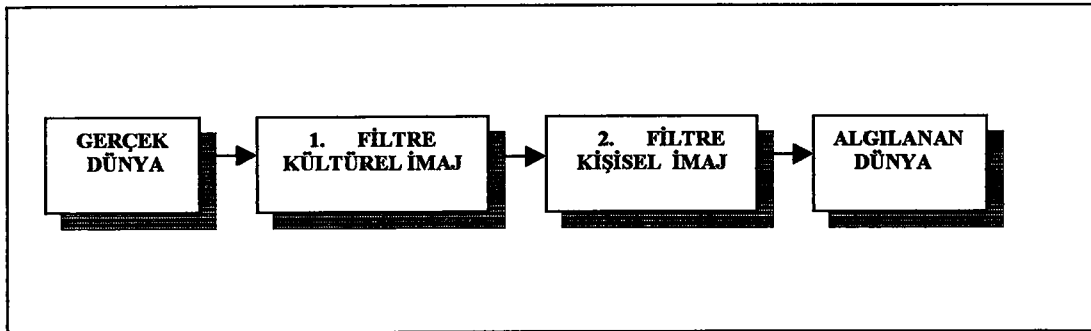 GERÇEK
DÜNYA
1. FİLTRE
KÜLTÜREL İMAJ
2. FİLTRE
KİŞİSEL İMAJ
ALGILANAN
DÜNYA